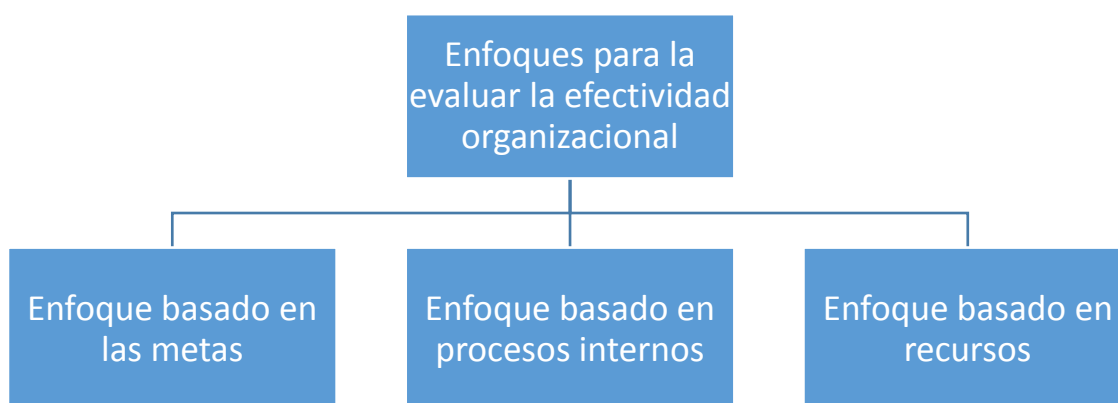 Enfoques para la
evaluar la efectividad
organizacional
Enfoque basado en
las metas
Enfoque basado en
procesos internos
Enfoque basado en
recursos